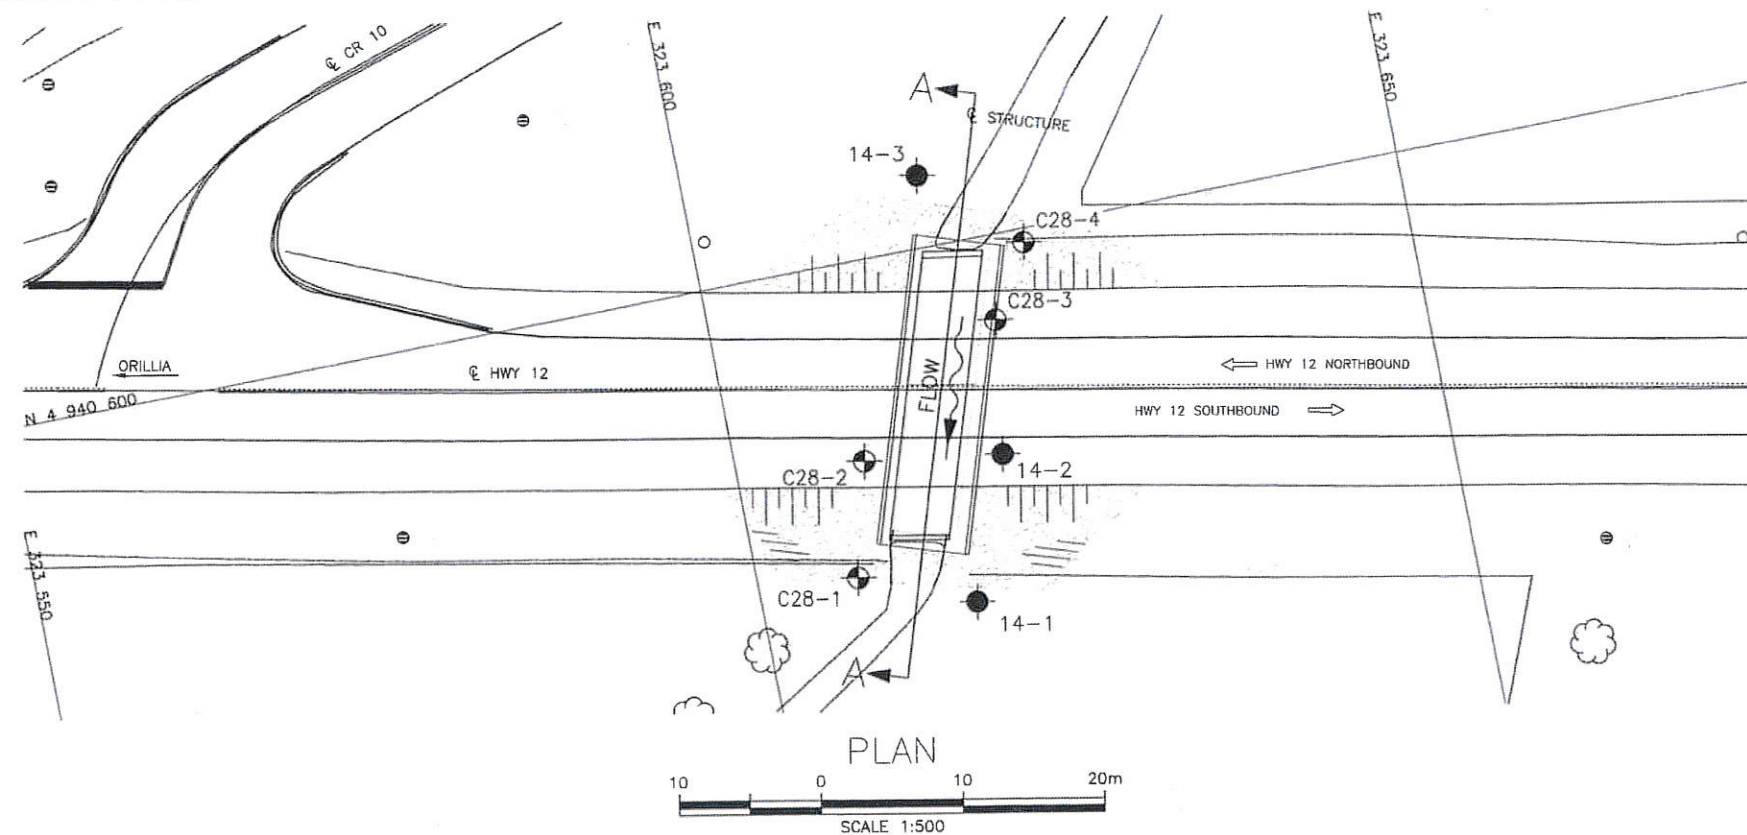 ℄ CR 10
E 323 600
E 323 650
A
℄ STRUCTURE
14-3
C28-4
C28-3
ORILLIA
℄ HWY 12
FLOW
HWY 12 NORTHBOUND
N 4 940 600
HWY 12 SOUTHBOUND
C28-2
14-2
E 323 550
C28-1
14-1
A
PLAN
10 0 10 20m
SCALE 1:500